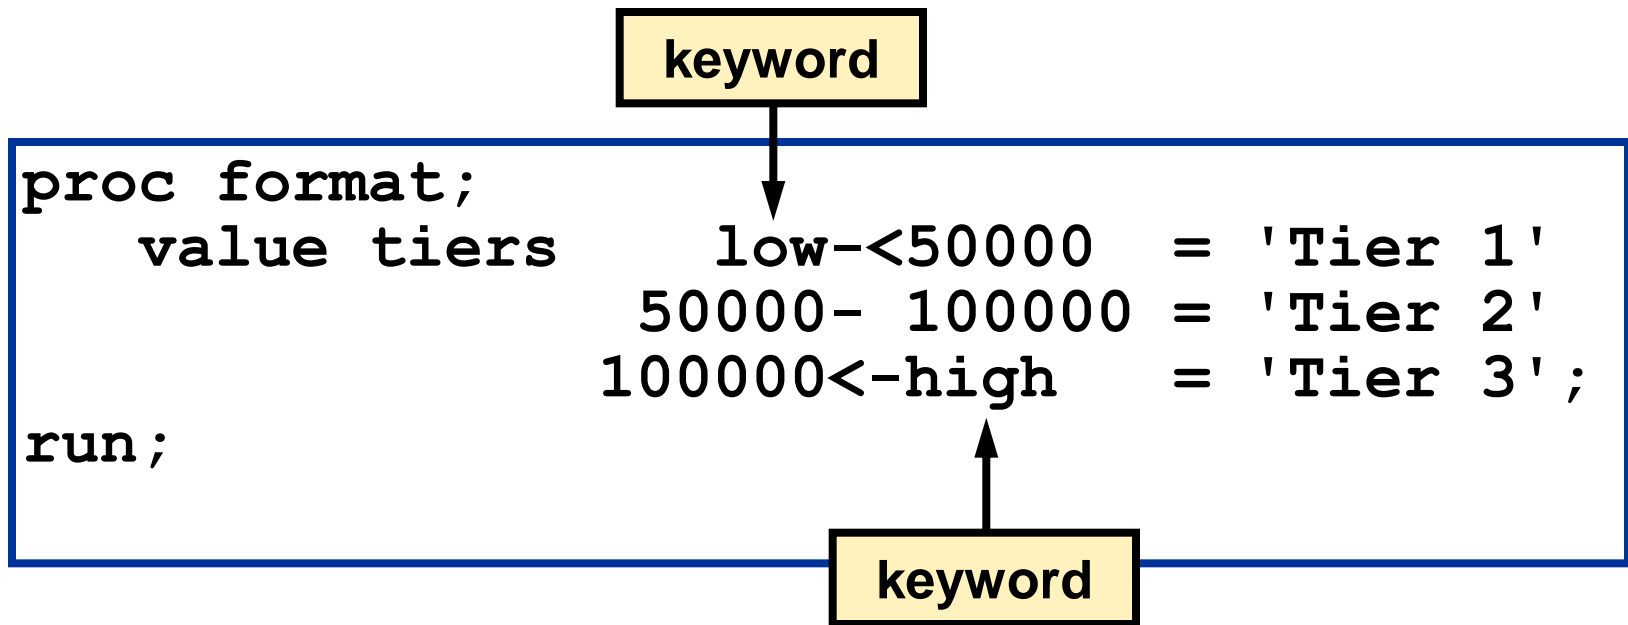 keyword
proc format;
value tiers low-<50000 = 'Tier 1'
50000- 100000 = 'Tier 2'
100000<-high = 'Tier 3';
run;
keyword